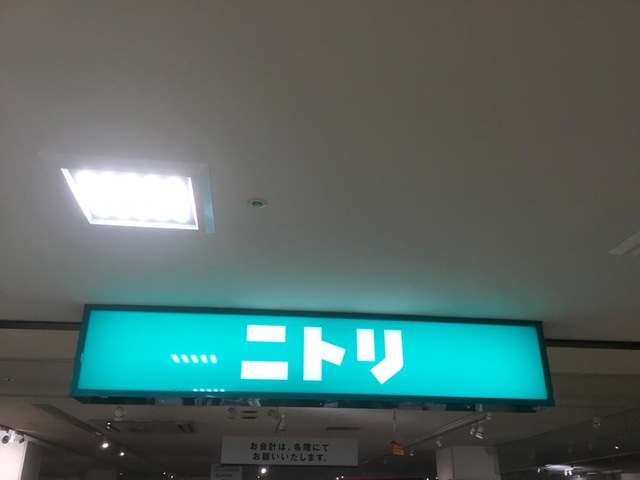 ニトリ
お会計は、各階にて
お願いいたします。